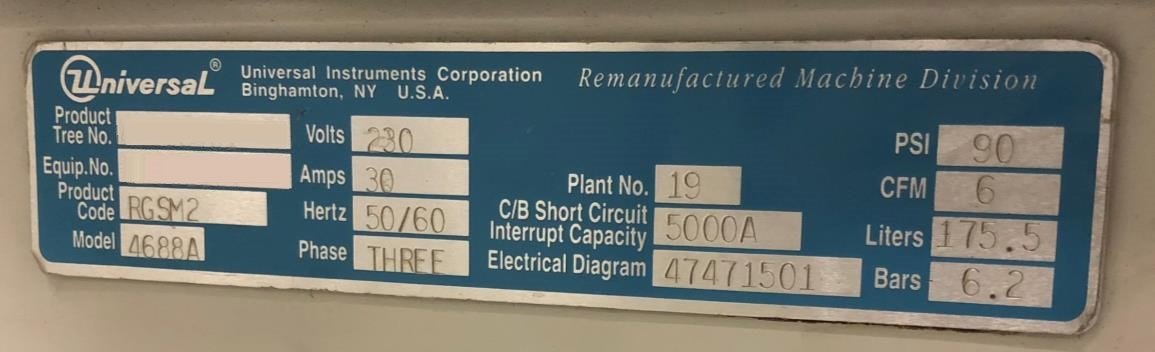 Universal® Universal Instruments Corporation Remanufactured Machine Division
Binghamton, NY U.S.A.
Product Tree No.
Equip.No.
Product Code RGSM2
Model 4688A
Volts 230
Amps 30
Hertz 50/60
Phase THREE
Plant No. 19
C/B Short Circuit
Interrupt Capacity 5000A
Electrical Diagram 47471501
PSI 90
CFM 6
Liters 175.5
Bars 6.2